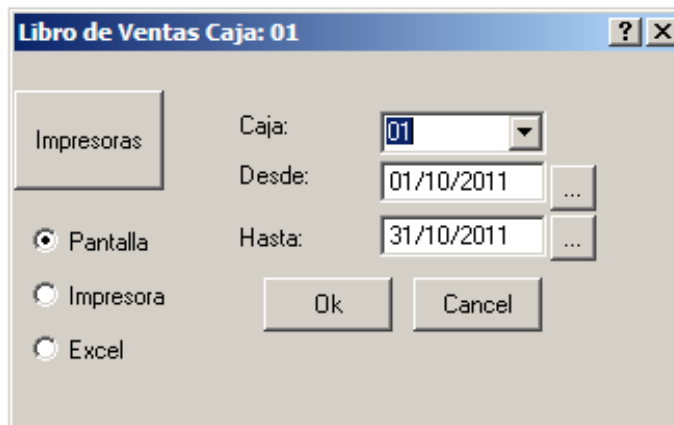 Libro de Ventas Caja: 01
Impresoras
Caja: 01
Desde: 01/10/2011 ...
Hasta: 31/10/2011 ...
Pantalla
Impresora
Excel
Ok Cancel